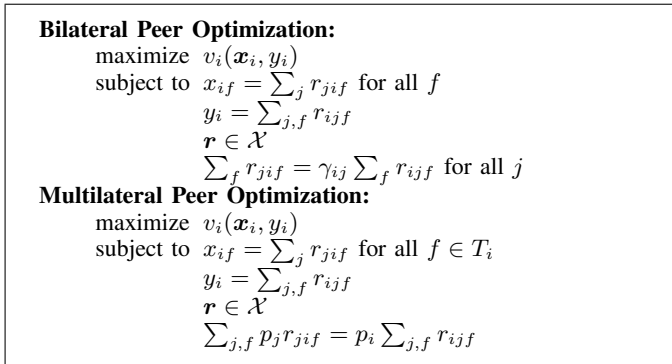 Bilateral Peer Optimization:
maximize v_i(𝒙_i, y_i)
subject to x_{if} = ∑_j r_{jif} for all f
y_i = ∑_{j,f} r_{ijf}
𝒓 ∈ 𝒳
∑_f r_{jif} = γ_{ij} ∑_f r_{ijf} for all j
Multilateral Peer Optimization:
maximize v_i(𝒙_i, y_i)
subject to x_{if} = ∑_j r_{jif} for all f ∈ T_i
y_i = ∑_{j,f} r_{ijf}
𝒓 ∈ 𝒳
∑_{j,f} p_j r_{jif} = p_i ∑_{j,f} r_{ijf}